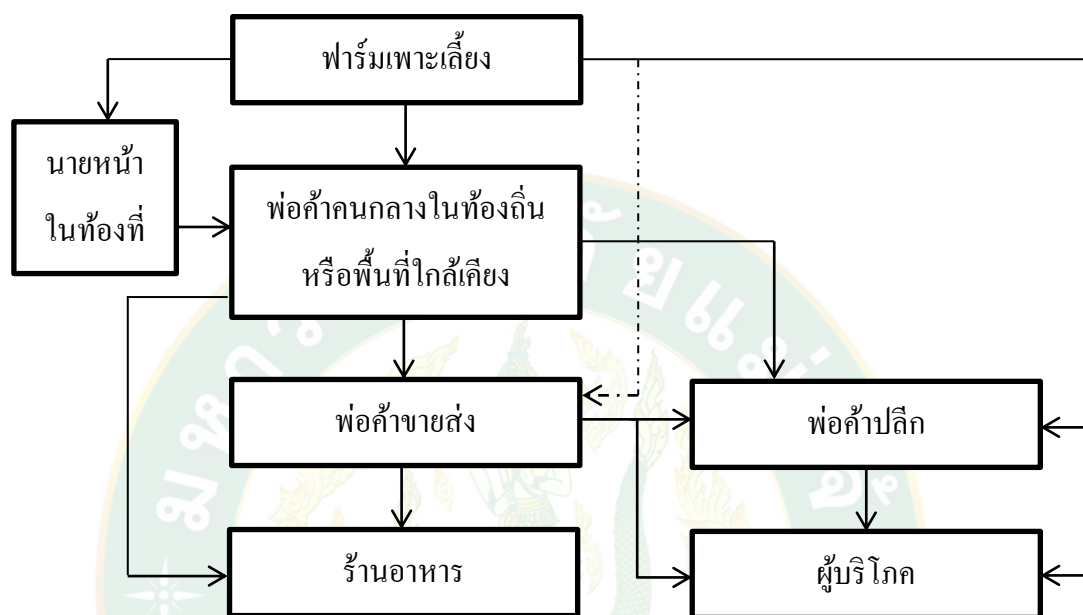 ฟาร์มเพาะเลี้ยง
นายหน้า
ในท้องที่
พ่อค้าคนกลางในท้องถิ่น
หรือพื้นที่ใกล้เคียง
พ่อค้าขายส่ง
พ่อค้าปลีก
ร้านอาหาร
ผู้บริโภค